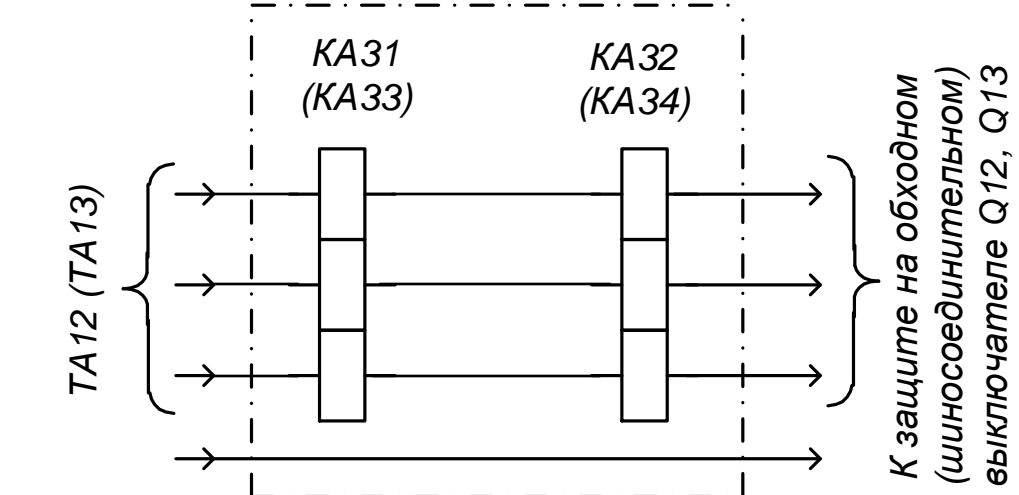 КА31
(КА33)
КА32
(КА34)
ТА12 (ТА13)
К защите на обходном
(шиносоединительном)
выключателе Q12, Q13